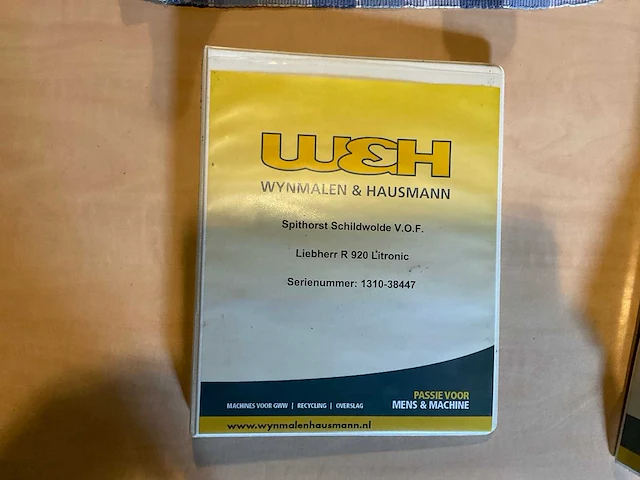 W&H
WYNMALEN & HAUSMANN
Spithorst Schildwolde V.O.F.
Liebherr R 920 Litronic
Serienummer: 1310-38447
PASSIE VOOR
MENS & MACHINE
MACHINES VOOR GWW | RECYCLING | OVERSLAG
www.wynmalenhausmann.nl